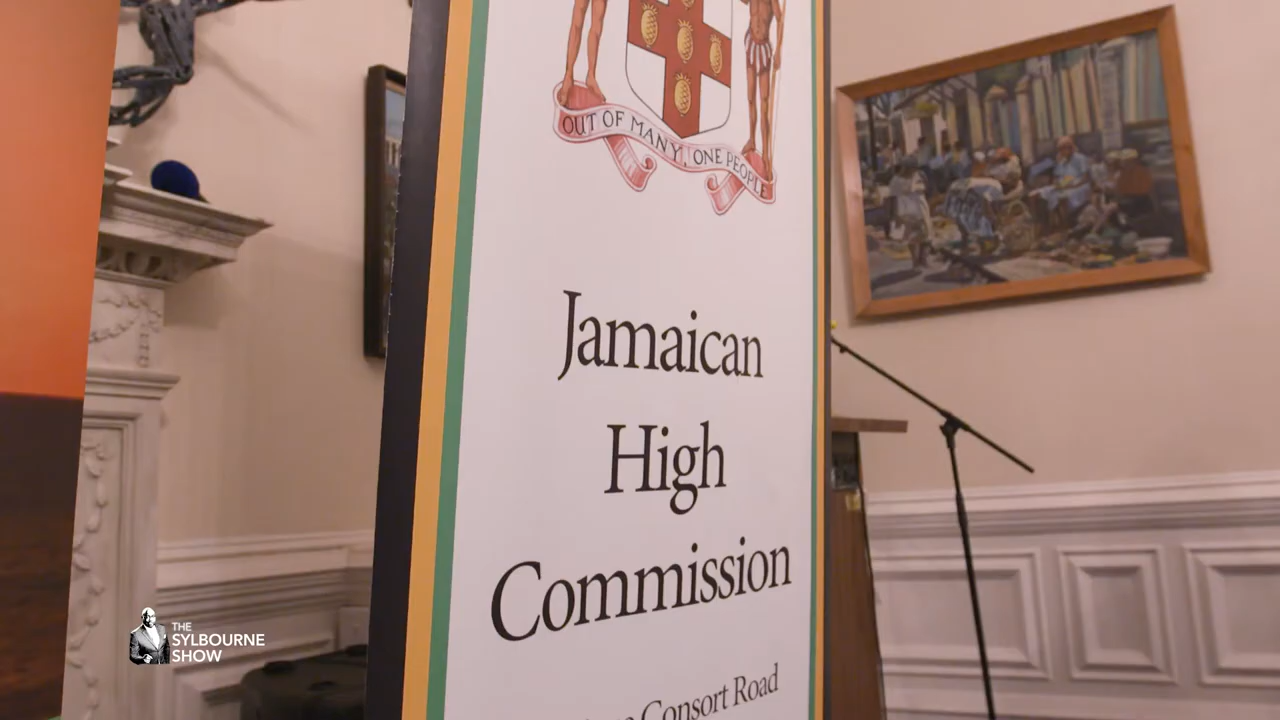 OUT OF MANY, ONE PEOPLE
Jamaican
High
Commission
Consort Road
THE
SYLBOURNE
SHOW